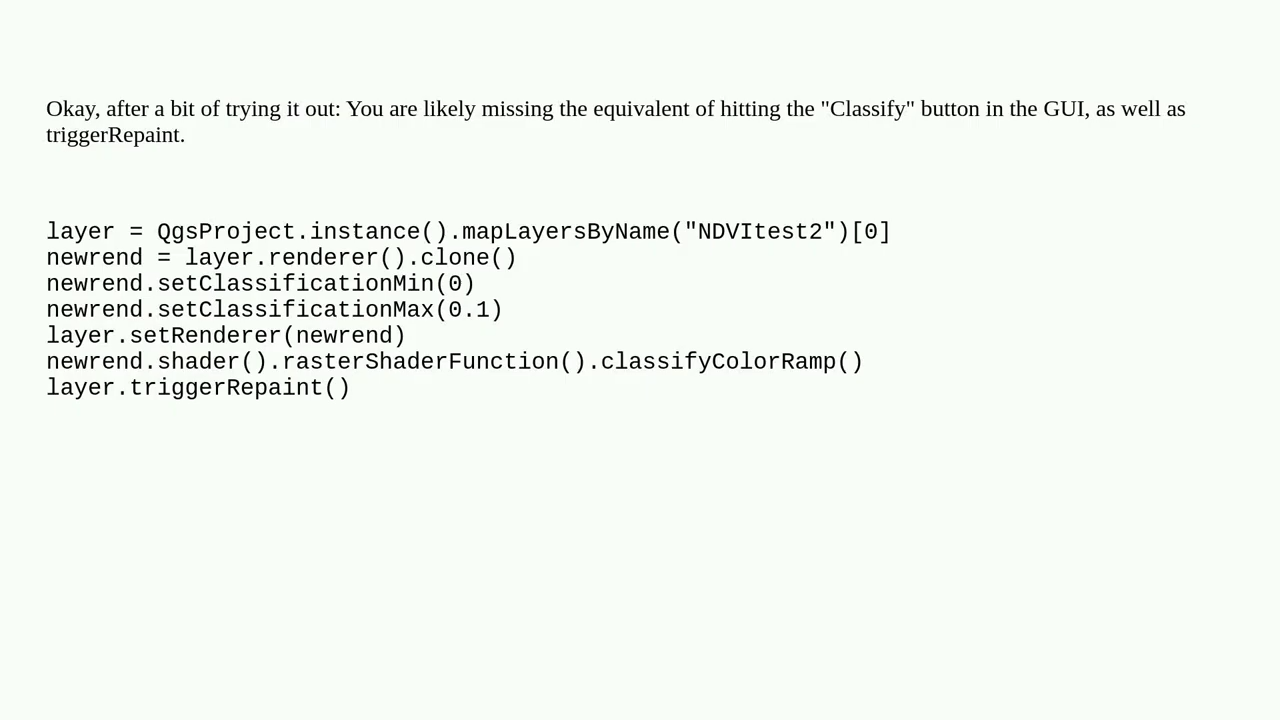 Okay, after a bit of trying it out: You are likely missing the equivalent of hitting the "Classify" button in the GUI, as well as
triggerRepaint.
layer = QgsProject.instance().mapLayersByName("NDVItest2")[0]
newrend = layer.renderer().clone()
newrend.setClassificationMin(0)
newrend.setClassificationMax(0.1)
layer.setRenderer(newrend)
newrend.shader().rasterShaderFunction().classifyColorRamp()
layer.triggerRepaint()